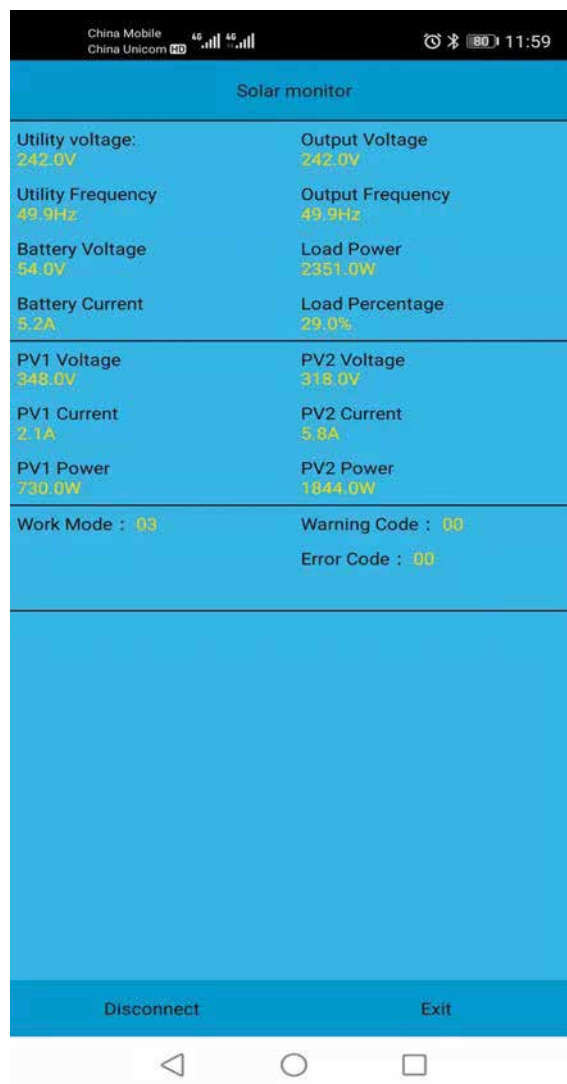 China Mobile
China Unicom HD 4G 4G 80 11:59
Solar monitor
Utility voltage: Output Voltage
242.0V 242.0V
Utility Frequency Output Frequency
49.9Hz 49.9Hz
Battery Voltage Load Power
54.0V 2351.0W
Battery Current Load Percentage
5.2A 29.0%
PV1 Voltage PV2 Voltage
348.0V 318.0V
PV1 Current PV2 Current
2.1A 5.8A
PV1 Power PV2 Power
730.0W 1844.0W
Work Mode : 03 Warning Code : 00
Error Code : 00
Disconnect Exit